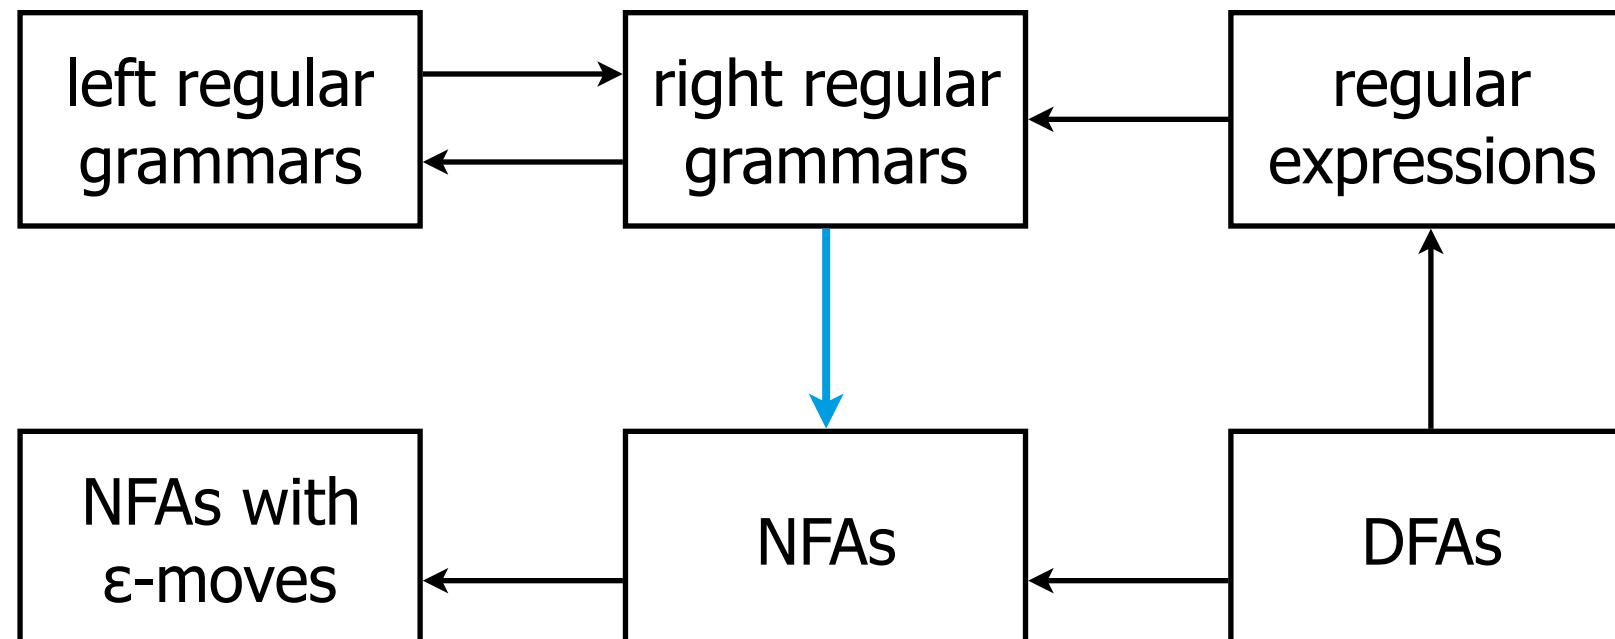 left regular
grammars
right regular
grammars
regular
expressions
NFAs with
ε-moves
NFAs
DFAs